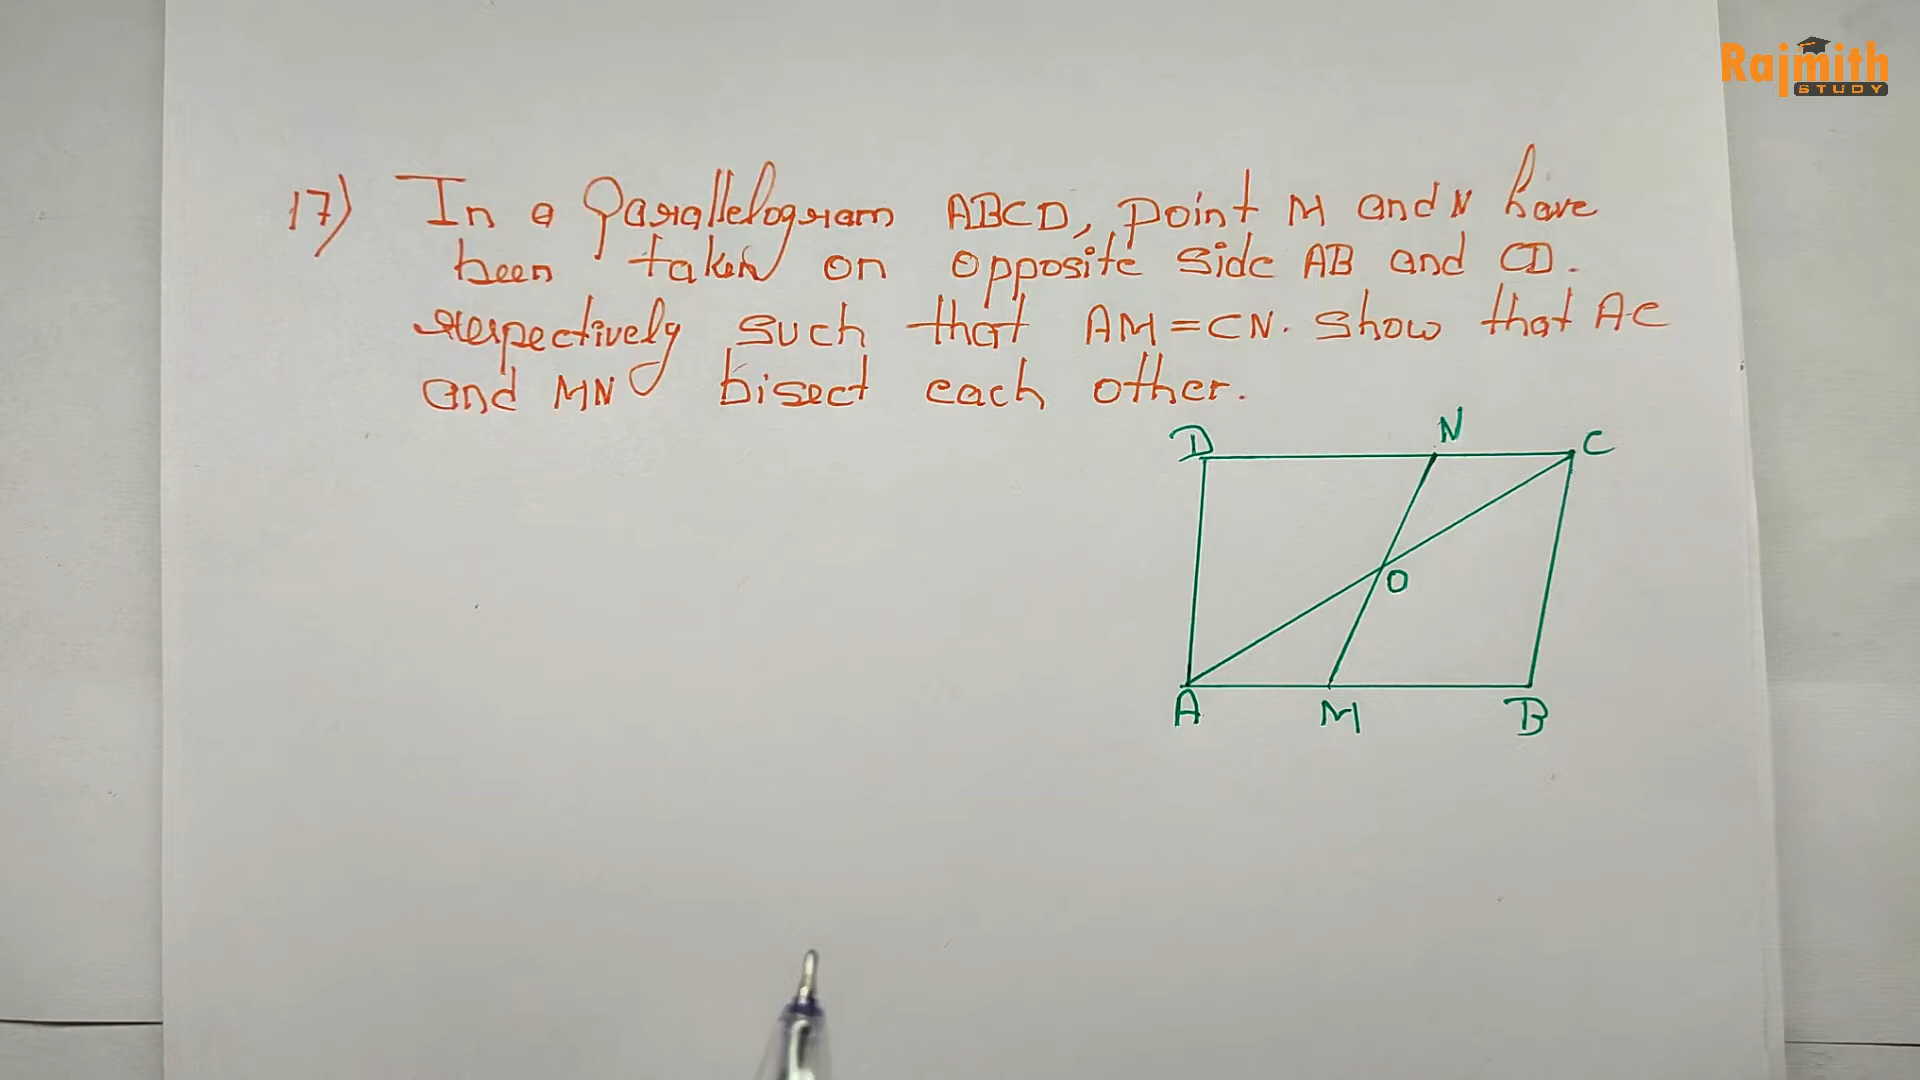 Rajmith
STUDY
17) In a Parallelogram ABCD, point M and N have
been taken on opposite side AB and CD.
respectively such that AM=CN. show that AC
and MN bisect each other.
D N C
O
A M B